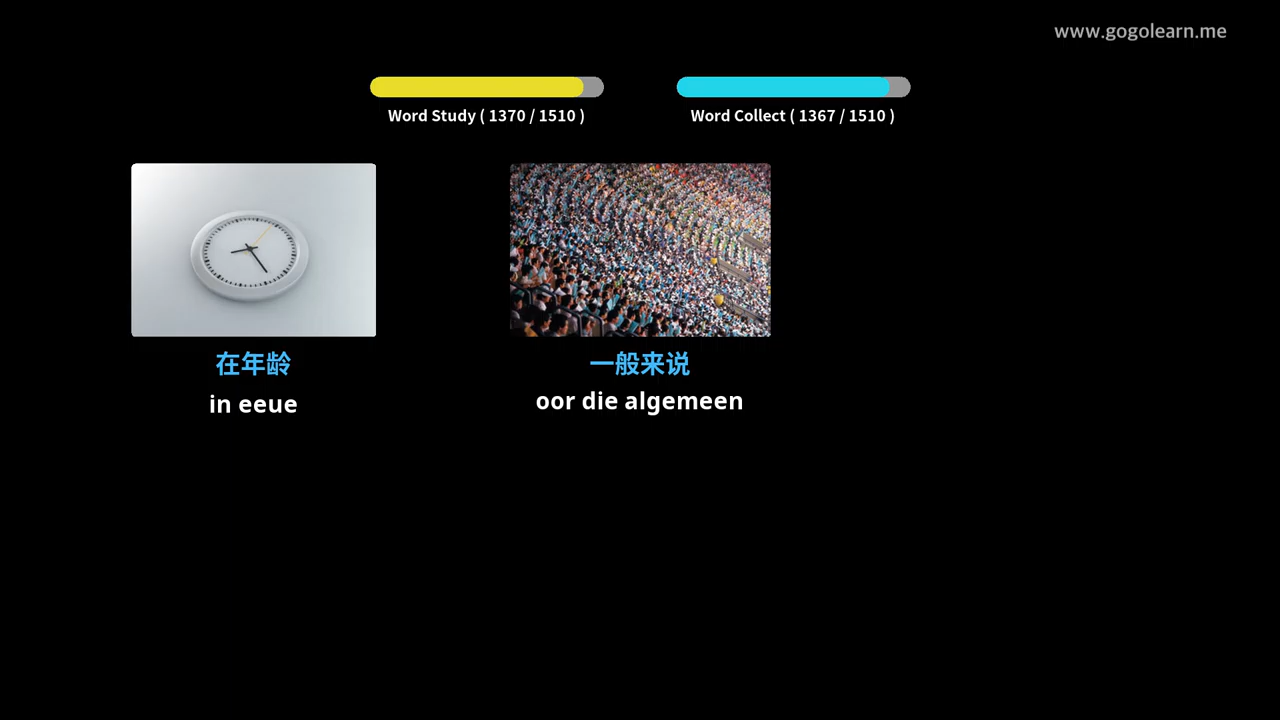 www.gogolearn.me
Word Study ( 1370 / 1510 )
Word Collect ( 1367 / 1510 )
在年龄
in eeue
一般来说
oor die algemeen